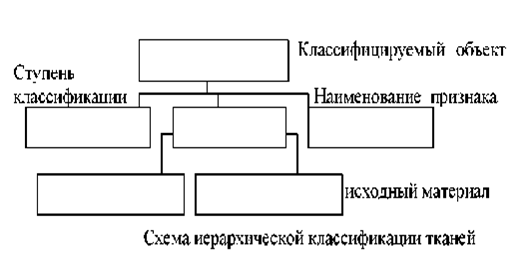 Классифицируемый объект
Ступень
классификации
Наименование признака
исходный материал
Схема иерархической классификации тканей